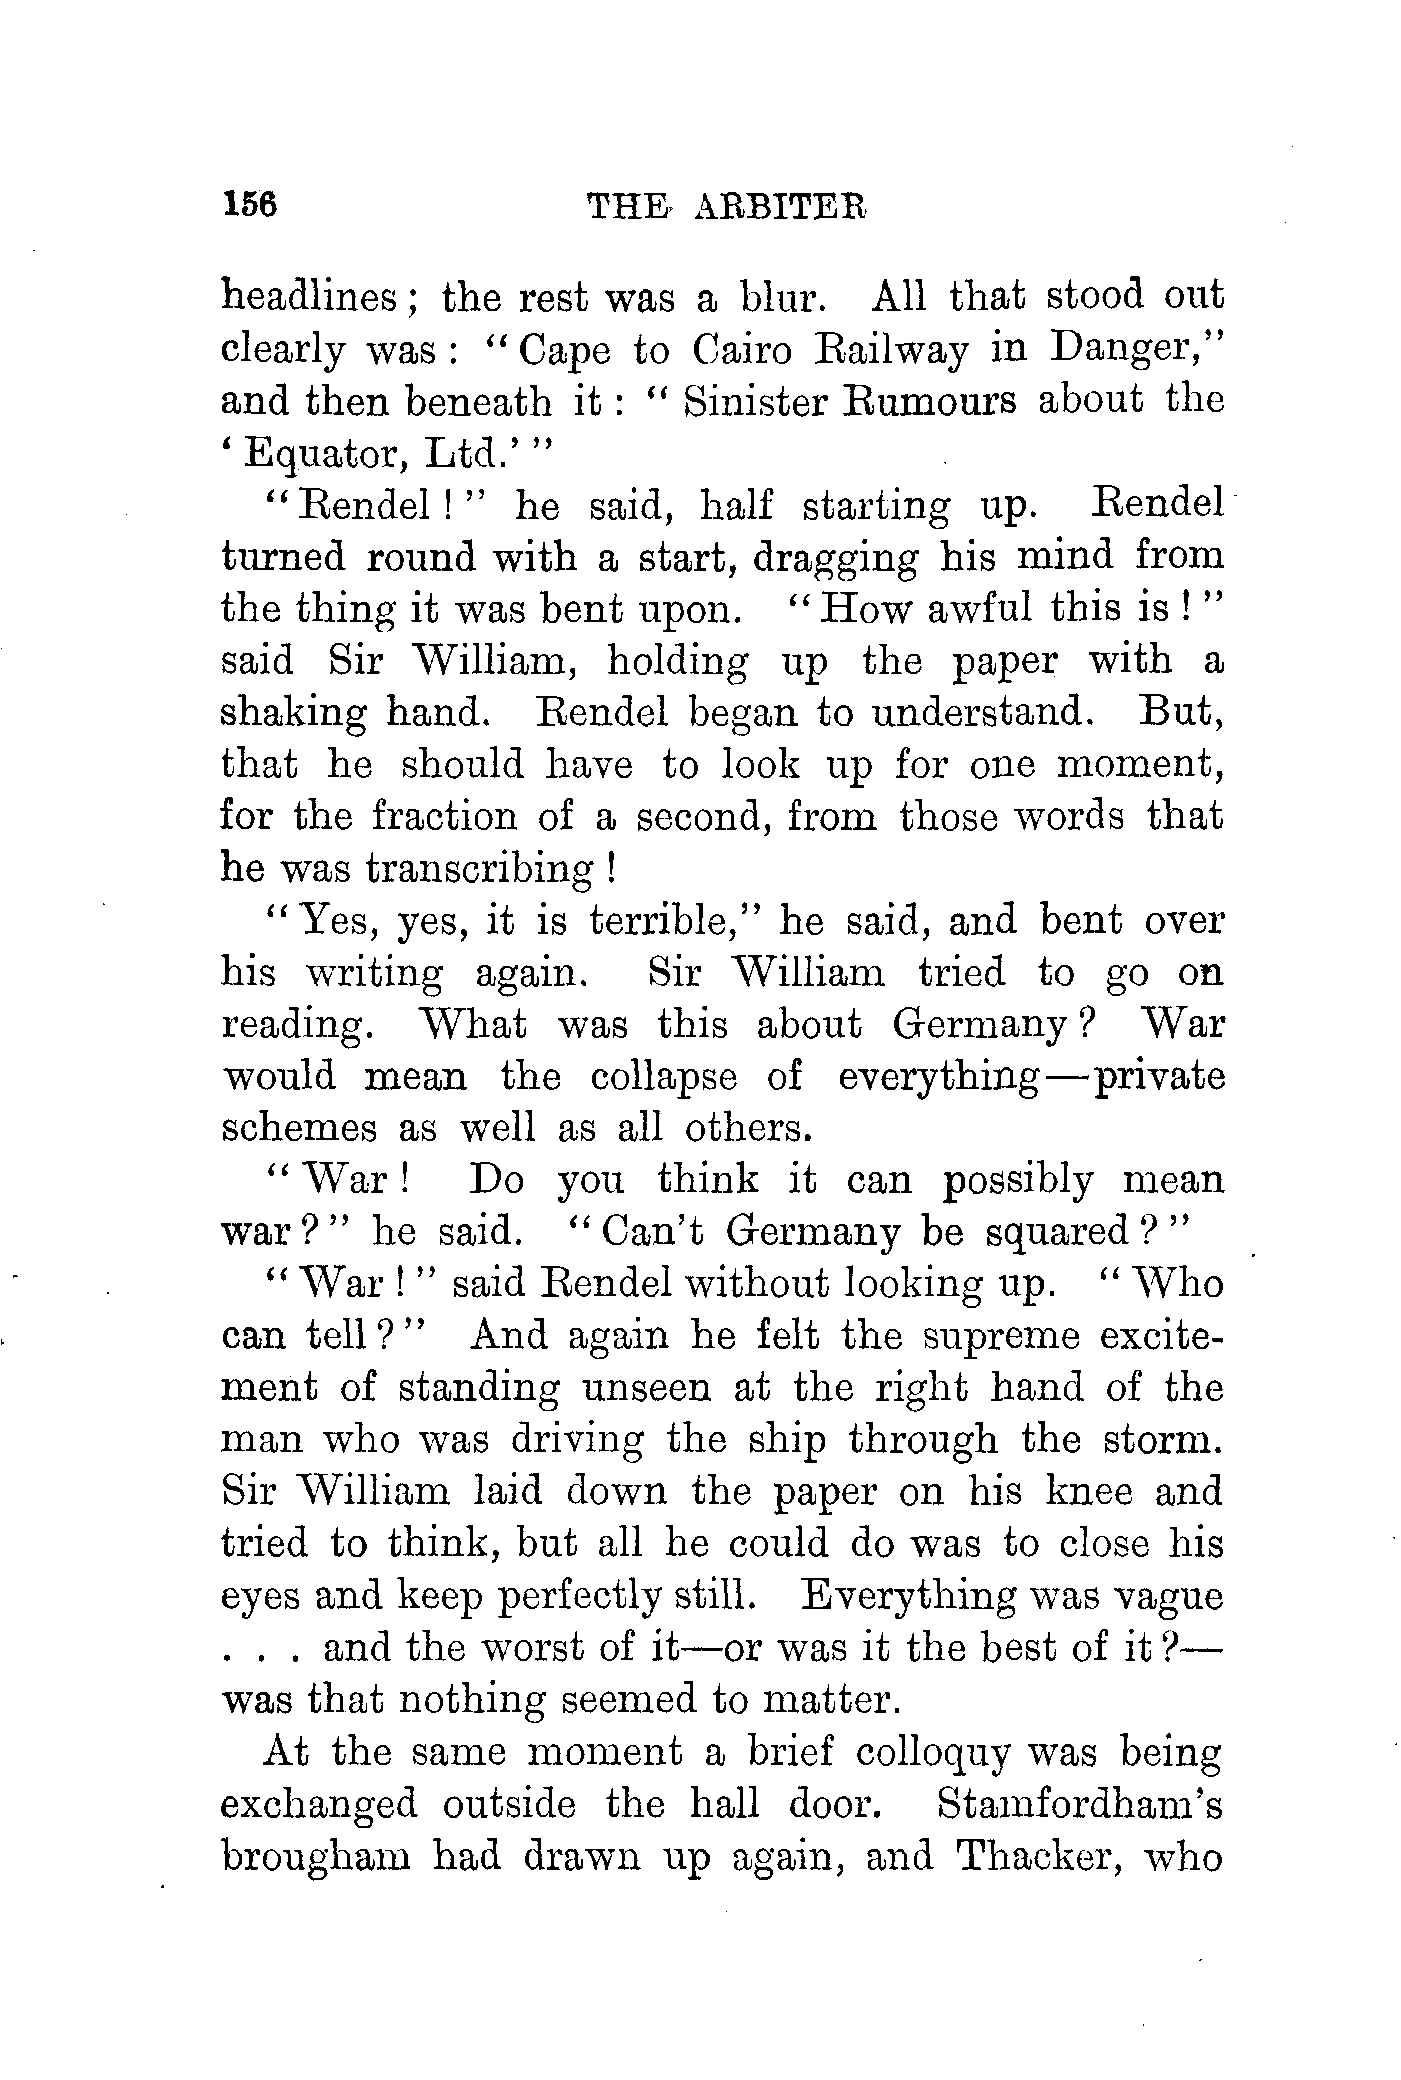 156 THE ARBITER
headlines; the rest was a blur. All that stood out
clearly was: “Cape to Cairo Railway in Danger,”
and then beneath it: “Sinister Rumours about the
‘Equator, Ltd.’”
“Rendel!” he said, half starting up. Rendel
turned round with a start, dragging his mind from
the thing it was bent upon. “How awful this is!”
said Sir William, holding up the paper with a
shaking hand. Rendel began to understand. But,
that he should have to look up for one moment,
for the fraction of a second, from those words that
he was transcribing!
“Yes, yes, it is terrible,” he said, and bent over
his writing again. Sir William tried to go on
reading. What was this about Germany? War
would mean the collapse of everything—private
schemes as well as all others.
“War! Do you think it can possibly mean
war?” he said. “Can’t Germany be squared?”
“War!” said Rendel without looking up. “Who
can tell?” And again he felt the supreme excite-
ment of standing unseen at the right hand of the
man who was driving the ship through the storm.
Sir William laid down the paper on his knee and
tried to think, but all he could do was to close his
eyes and keep perfectly still. Everything was vague
. . . and the worst of it—or was it the best of it?—
was that nothing seemed to matter.
At the same moment a brief colloquy was being
exchanged outside the hall door. Stamfordham’s
brougham had drawn up again, and Thacker, who